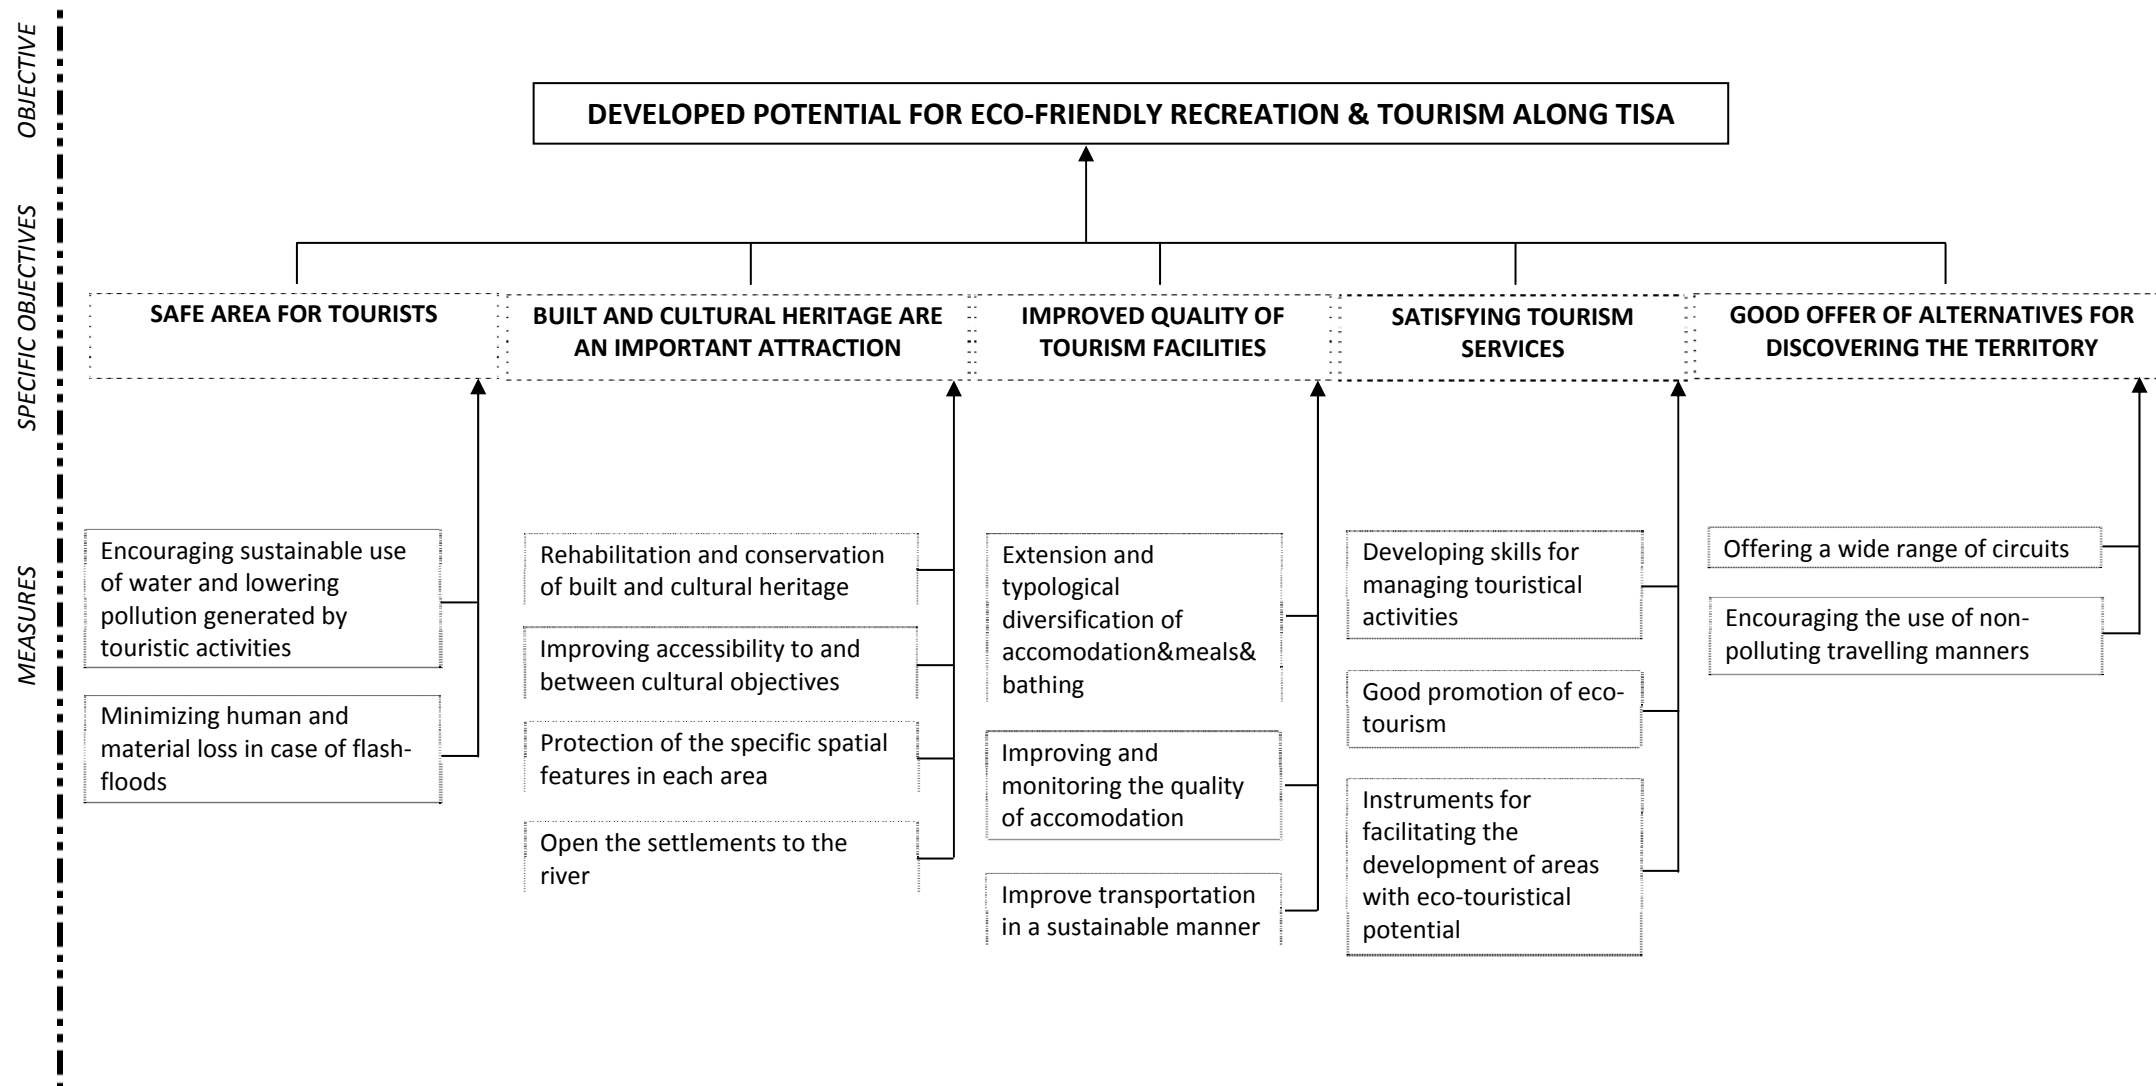 OBJECTIVE
DEVELOPED POTENTIAL FOR ECO-FRIENDLY RECREATION & TOURISM ALONG TISA
SPECIFIC OBJECTIVES
SAFE AREA FOR TOURISTS
BUILT AND CULTURAL HERITAGE ARE
AN IMPORTANT ATTRACTION
IMPROVED QUALITY OF
TOURISM FACILITIES
SATISFYING TOURISM
SERVICES
GOOD OFFER OF ALTERNATIVES FOR
DISCOVERING THE TERRITORY
MEASURES
Encouraging sustainable use
of water and lowering
pollution generated by
touristic activities
Minimizing human and
material loss in case of flash-
floods
Rehabilitation and conservation
of built and cultural heritage
Improving accessibility to and
between cultural objectives
Protection of the specific spatial
features in each area
Open the settlements to the
river
Extension and
typological
diversification of
accomodation&meals&
bathing
Improving and
monitoring the quality
of accomodation
Improve transportation
in a sustainable manner
Developing skills for
managing touristical
activities
Good promotion of eco-
tourism
Instruments for
facilitating the
development of areas
with eco-touristical
potential
Offering a wide range of circuits
Encouraging the use of non-
polluting travelling manners